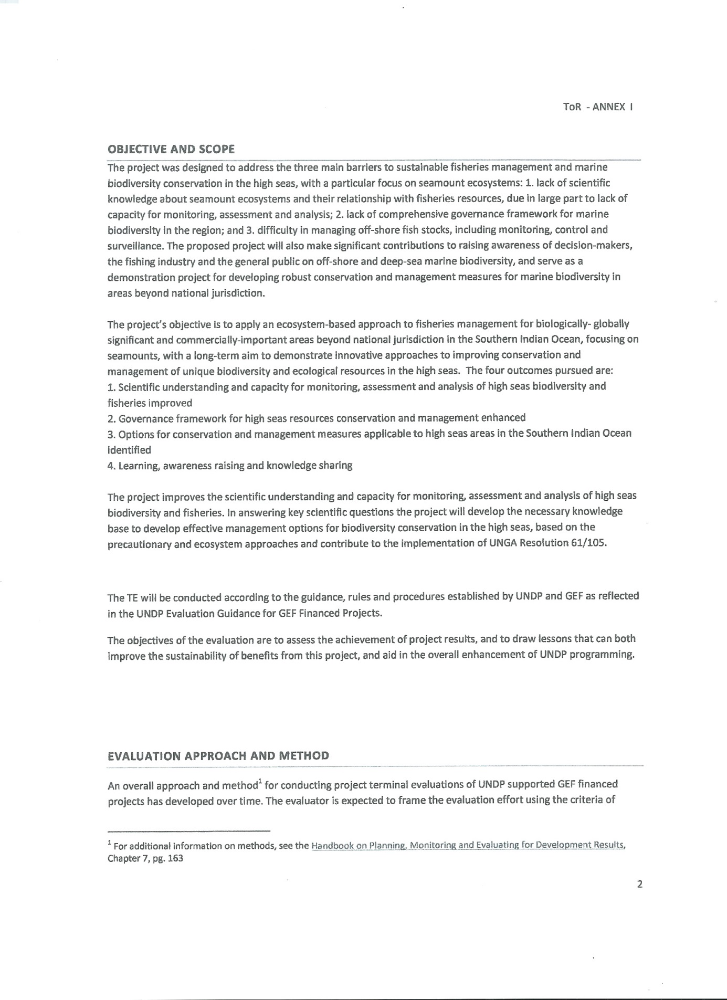 ToR - ANNEX I
OBJECTIVE AND SCOPE
The project was designed to address the three main barriers to sustainable fisheries management and marine
biodiversity conservation in the high seas, with a particular focus on seamount ecosystems: 1. lack of scientific
knowledge about seamount ecosystems and their relationship with fisheries resources, due in large part to lack of
capacity for monitoring, assessment and analysis; 2. lack of comprehensive governance framework for marine
biodiversity in the region; and 3. difficulty in managing off-shore fish stocks, including monitoring, control and
surveillance. The proposed project will also make significant contributions to raising awareness of decision-makers,
the fishing industry and the general public on off-shore and deep-sea marine biodiversity, and serve as a
demonstration project for developing robust conservation and management measures for marine biodiversity in
areas beyond national jurisdiction.
The project's objective is to apply an ecosystem-based approach to fisheries management for biologically- globally
significant and commercially-important areas beyond national jurisdiction in the Southern Indian Ocean, focusing on
seamounts, with a long-term aim to demonstrate innovative approaches to improving conservation and
management of unique biodiversity and ecological resources in the high seas. The four outcomes pursued are:
1. Scientific understanding and capacity for monitoring, assessment and analysis of high seas biodiversity and
fisheries improved
2. Governance framework for high seas resources conservation and management enhanced
3. Options for conservation and management measures applicable to high seas areas in the Southern Indian Ocean
identified
4. Learning, awareness raising and knowledge sharing
The project improves the scientific understanding and capacity for monitoring, assessment and analysis of high seas
biodiversity and fisheries. In answering key scientific questions the project will develop the necessary knowledge
base to develop effective management options for biodiversity conservation in the high seas, based on the
precautionary and ecosystem approaches and contribute to the implementation of UNGA Resolution 61/105.
The TE will be conducted according to the guidance, rules and procedures established by UNDP and GEF as reflected
in the UNDP Evaluation Guidance for GEF Financed Projects.
The objectives of the evaluation are to assess the achievement of project results, and to draw lessons that can both
improve the sustainability of benefits from this project, and aid in the overall enhancement of UNDP programming.
EVALUATION APPROACH AND METHOD
An overall approach and method1 for conducting project terminal evaluations of UNDP supported GEF financed
projects has developed over time. The evaluator is expected to frame the evaluation effort using the criteria of
1 For additional information on methods, see the Handbook on Planning, Monitoring and Evaluating for Development Results,
Chapter 7, pg. 163
2